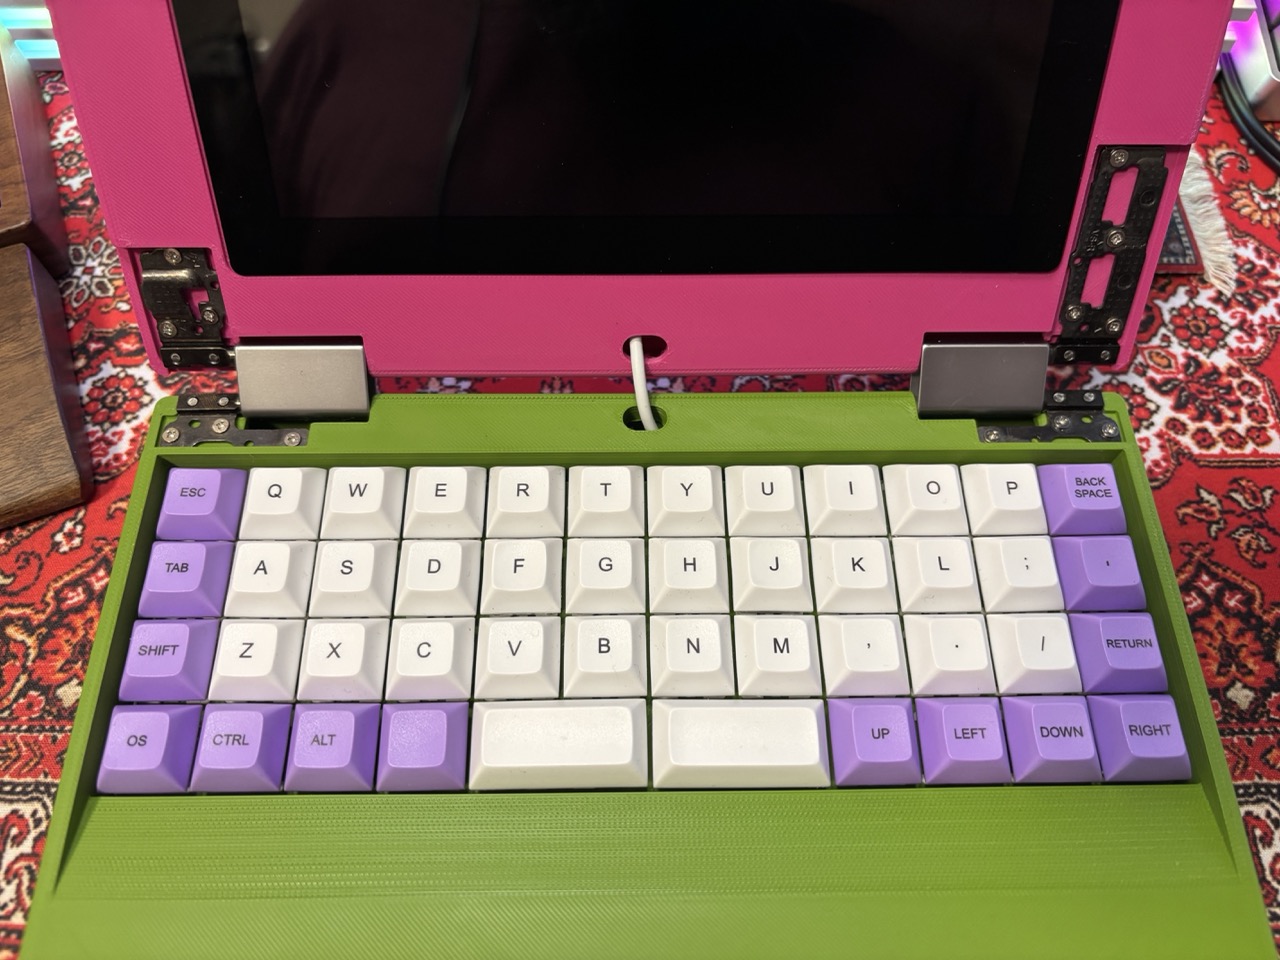 ESC Q W E R T Y U I O P BACK SPACE
TAB A S D F G H J K L ; '
SHIFT Z X C V B N M , . / RETURN
OS CTRL ALT UP LEFT DOWN RIGHT